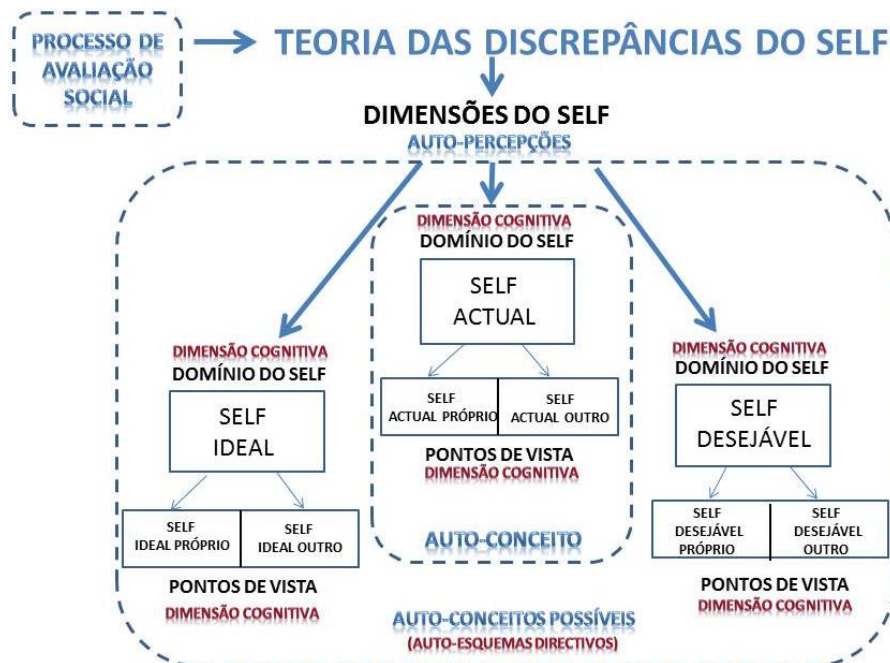 PROCESSO DE
AVALIAÇÃO
SOCIAL
TEORIA DAS DISCREPÂNCIAS DO SELF
DIMENSÕES DO SELF
AUTO-PERCEPÇÕES
DIMENSÃO COGNITIVA
DOMÍNIO DO SELF
SELF
ACTUAL
SELF
ACTUAL PRÓPRIO
SELF
ACTUAL OUTRO
PONTOS DE VISTA
DIMENSÃO COGNITIVA
AUTO-CONCEITO
DIMENSÃO COGNITIVA
DOMÍNIO DO SELF
SELF
IDEAL
SELF
IDEAL PRÓPRIO
SELF
IDEAL OUTRO
PONTOS DE VISTA
DIMENSÃO COGNITIVA
DIMENSÃO COGNITIVA
DOMÍNIO DO SELF
SELF
DESEJÁVEL
SELF
DESEJÁVEL
PRÓPRIO
SELF
DESEJÁVEL
OUTRO
PONTOS DE VISTA
DIMENSÃO COGNITIVA
AUTO-CONCEITOS POSSÍVEIS
(AUTO-ESQUEMAS DIRECTIVOS)